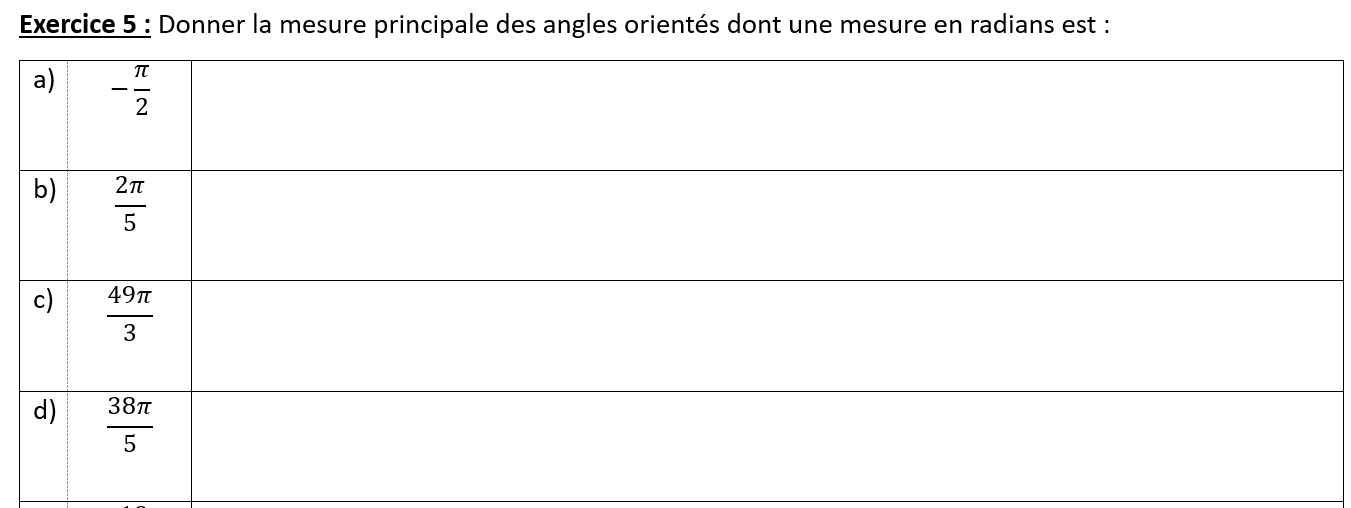 Exercice 5 : Donner la mesure principale des angles orientés dont une mesure en radians est :
a) −π/2
b) 2π/5
c) 49π/3
d) 38π/5